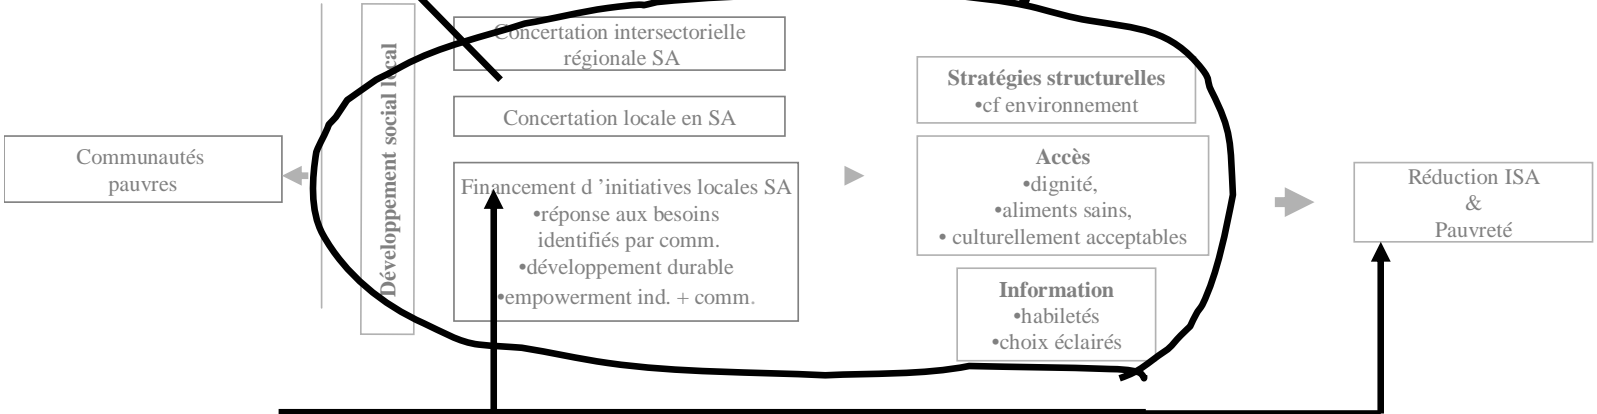 Communautés
pauvres
Développement social local
Concertation intersectorielle
régionale SA
Concertation locale en SA
Financement d ’initiatives locales SA
•réponse aux besoins
identifiés par comm.
•développement durable
•empowerment ind. + comm.
Stratégies structurelles
•cf environnement
Accès
•dignité,
•aliments sains,
• culturellement acceptables
Information
•habiletés
•choix éclairés
Réduction ISA
&
Pauvreté